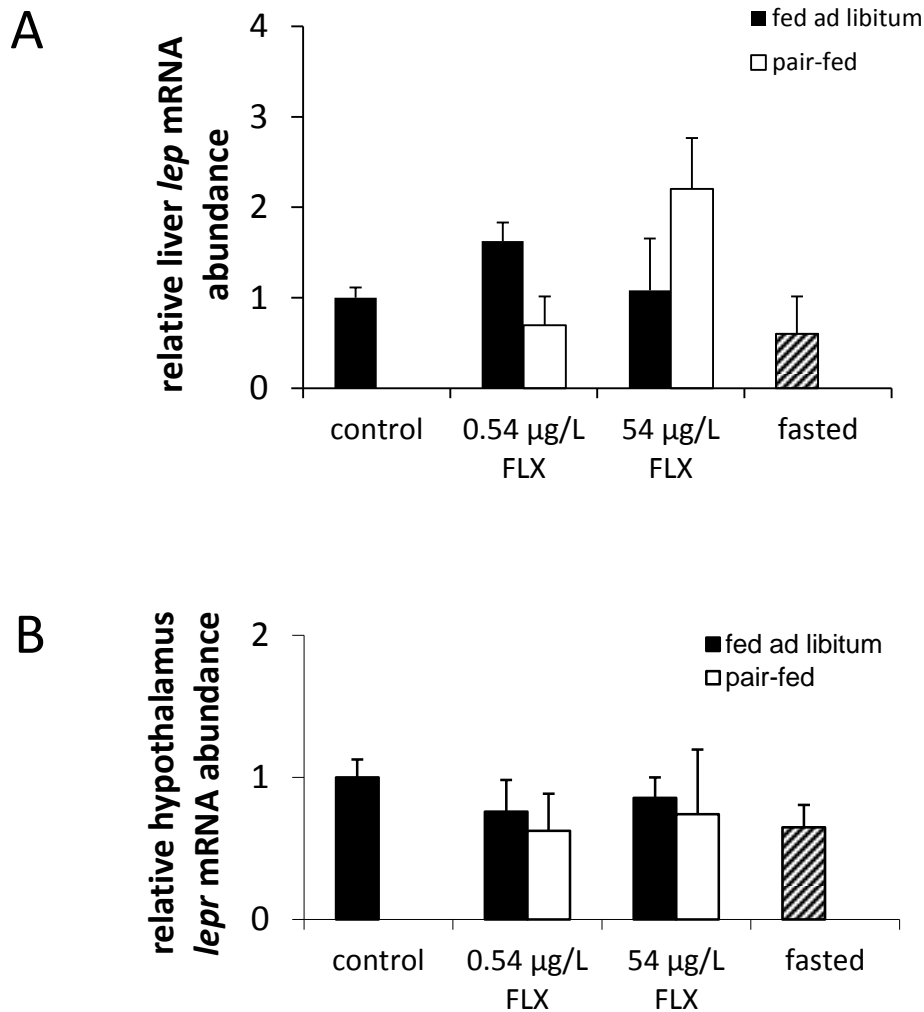 A
fed ad libitum
pair-fed
relative liver lep mRNA
abundance
4
3
2
1
0
control
0.54 µg/L
FLX
54 µg/L
FLX
fasted
B
fed ad libitum
pair-fed
relative hypothalamus
lepr mRNA abundance
2
1
0
control
0.54 µg/L
FLX
54 µg/L
FLX
fasted